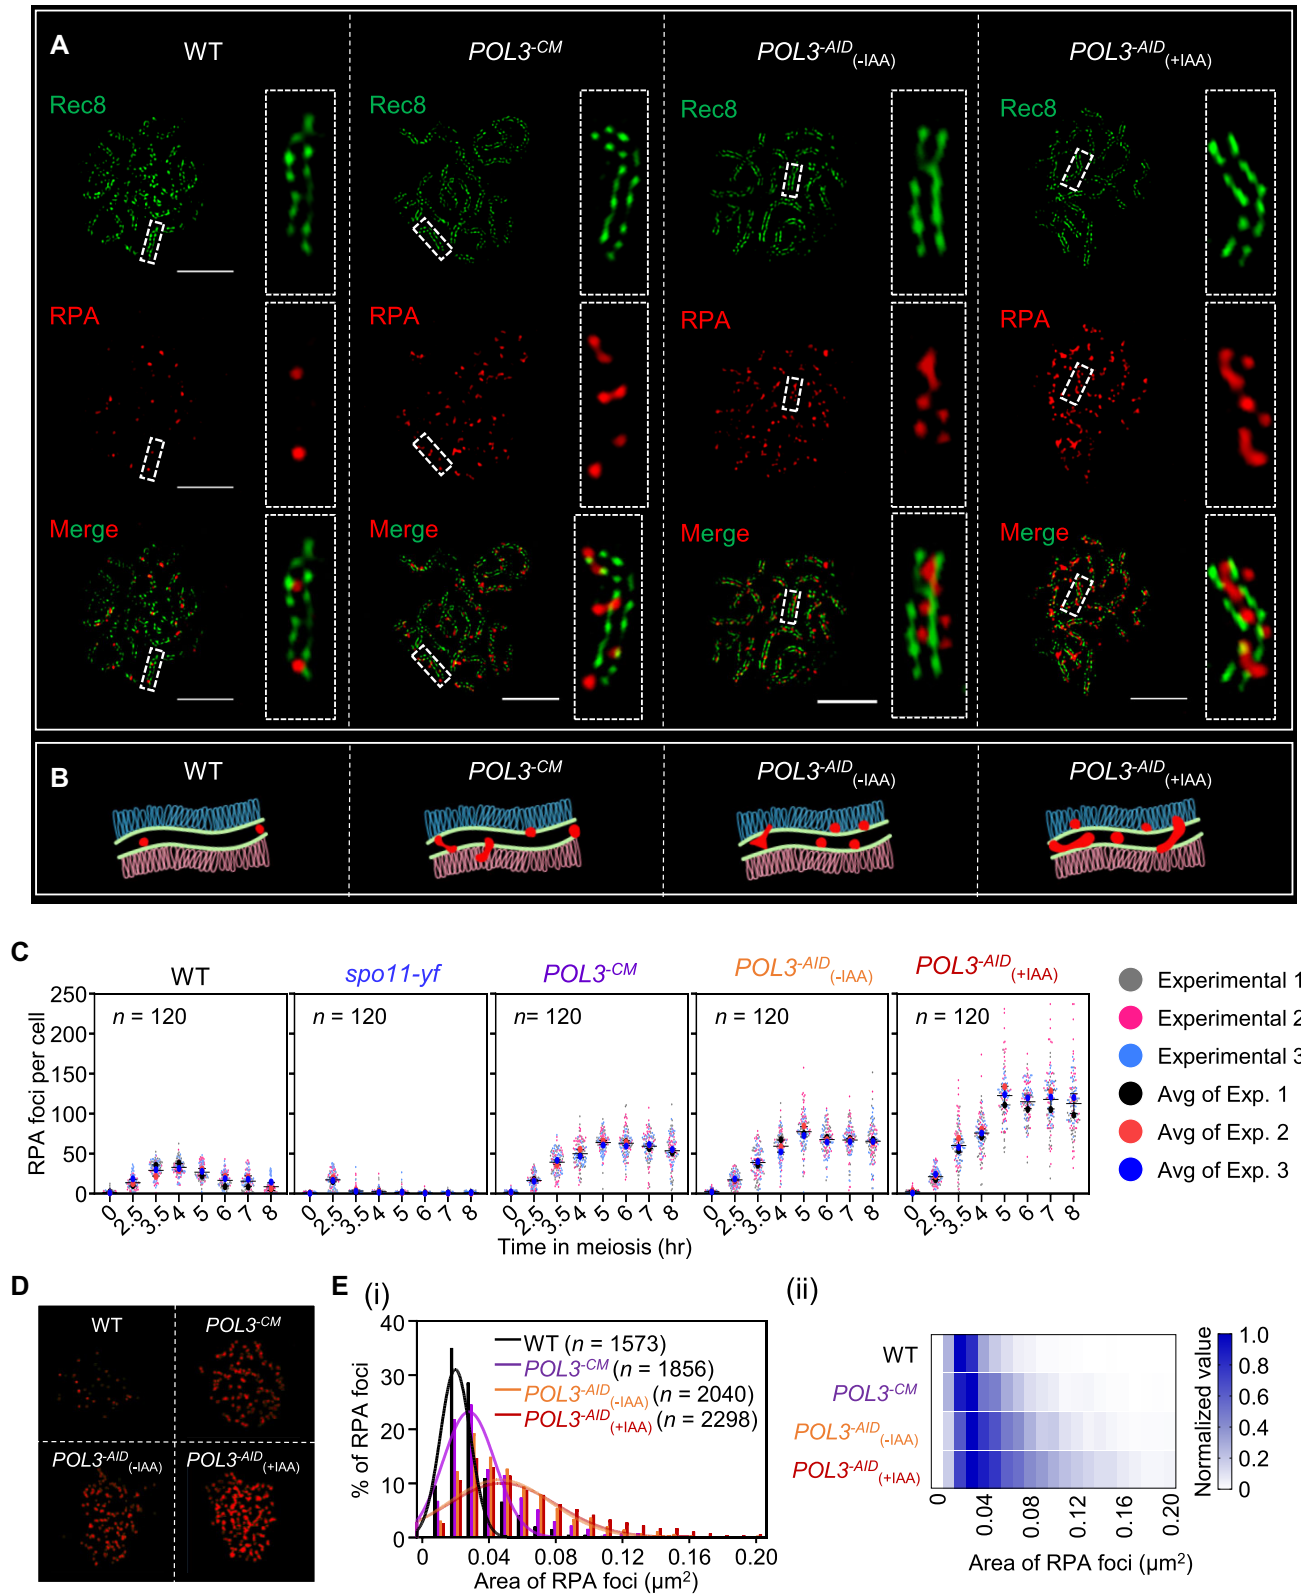 A
WT POL3-CM POL3-AID(-IAA) POL3-AID(+IAA)
Rec8 Rec8 Rec8 Rec8
RPA RPA RPA RPA
Merge Merge Merge Merge
B
WT POL3-CM POL3-AID(-IAA) POL3-AID(+IAA)
C
WT spo11-yf POL3-CM POL3-AID(-IAA) POL3-AID(+IAA)
n = 120 n = 120 n= 120 n = 120 n = 120
RPA foci per cell
250
200
150
100
50
0
0 2.5 3.5 4 5 6 7 8 0 2.5 3.5 4 5 6 7 8 0 2.5 3.5 4 5 6 7 8 0 2.5 3.5 4 5 6 7 8 0 2.5 3.5 4 5 6 7 8
Time in meiosis (hr)
Experimental 1
Experimental 2
Experimental 3
Avg of Exp. 1
Avg of Exp. 2
Avg of Exp. 3
D
WT POL3-CM
POL3-AID(-IAA) POL3-AID(+IAA)
E
(i)
% of RPA foci
40
30
20
10
0
WT (n = 1573)
POL3-CM (n = 1856)
POL3-AID(-IAA) (n = 2040)
POL3-AID(+IAA) (n = 2298)
0 0.04 0.08 0.12 0.16 0.20
Area of RPA foci (µm2)
(ii)
WT
POL3-CM
POL3-AID(-IAA)
POL3-AID(+IAA)
0 0.04 0.08 0.12 0.16 0.20
Area of RPA foci (µm2)
1.0
0.8
0.6
0.4
0.2
0
Normalized value